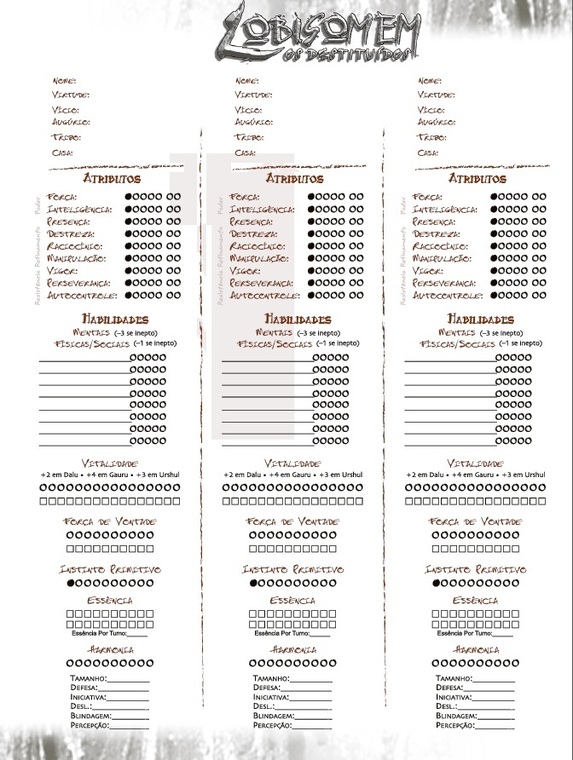 LOBISOMEM
OS DESTITUÍDOS
NOME:
VIRTUDE:
VÍCIO:
AUGÚRIO:
TRIBO:
CASA:
ATRIBUTOS
Poder
Refinamento
Resistência
FORÇA:
INTELIGÊNCIA:
PRESENÇA:
DESTREZA:
RACIOCÍNIO:
MANIPULAÇÃO:
VIGOR:
PERSEVERANÇA:
AUTOCONTROLE:
HABILIDADES
MENTAIS (-3 se inepto)
FÍSICAS/SOCIAIS (-1 se inepto)
VITALIDADE
+2 em Dalu • +4 em Gauru • +3 em Urshul
FORÇA DE VONTADE
INSTINTO PRIMITIVO
ESSÊNCIA
Essência Por Turno:
HARMONIA
TAMANHO:
DEFESA:
INICIATIVA:
DESL.:
BLINDAGEM:
PERCEPÇÃO:
NOME:
VIRTUDE:
VÍCIO:
AUGÚRIO:
TRIBO:
CASA:
ATRIBUTOS
Poder
Refinamento
Resistência
FORÇA:
INTELIGÊNCIA:
PRESENÇA:
DESTREZA:
RACIOCÍNIO:
MANIPULAÇÃO:
VIGOR:
PERSEVERANÇA:
AUTOCONTROLE:
HABILIDADES
MENTAIS (-3 se inepto)
FÍSICAS/SOCIAIS (-1 se inepto)
VITALIDADE
+2 em Dalu • +4 em Gauru • +3 em Urshul
FORÇA DE VONTADE
INSTINTO PRIMITIVO
ESSÊNCIA
Essência Por Turno:
HARMONIA
TAMANHO:
DEFESA:
INICIATIVA:
DESL.:
BLINDAGEM:
PERCEPÇÃO:
NOME:
VIRTUDE:
VÍCIO:
AUGÚRIO:
TRIBO:
CASA:
ATRIBUTOS
Poder
Refinamento
Resistência
FORÇA:
INTELIGÊNCIA:
PRESENÇA:
DESTREZA:
RACIOCÍNIO:
MANIPULAÇÃO:
VIGOR:
PERSEVERANÇA:
AUTOCONTROLE:
HABILIDADES
MENTAIS (-3 se inepto)
FÍSICAS/SOCIAIS (-1 se inepto)
VITALIDADE
+2 em Dalu • +4 em Gauru • +3 em Urshul
FORÇA DE VONTADE
INSTINTO PRIMITIVO
ESSÊNCIA
Essência Por Turno:
HARMONIA
TAMANHO:
DEFESA:
INICIATIVA:
DESL.:
BLINDAGEM:
PERCEPÇÃO: